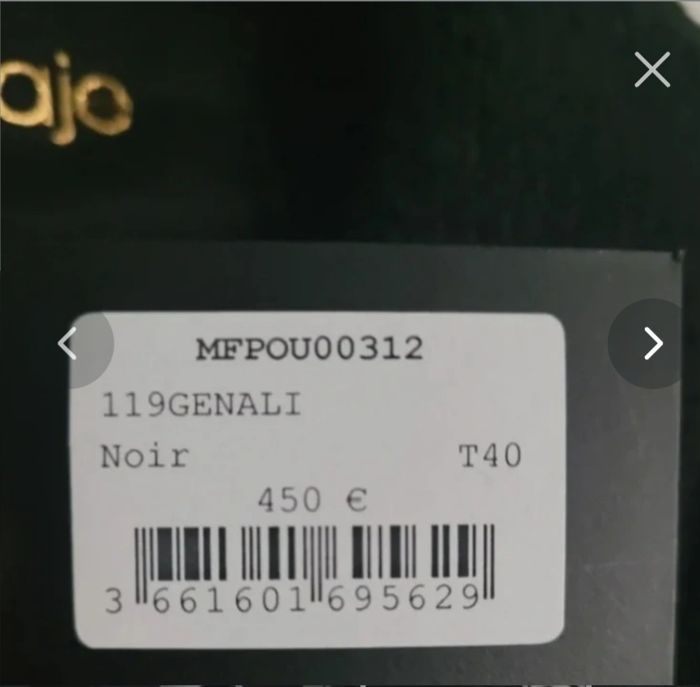 ajo
MFPOU00312
119GENALI
Noir T40
450 €
3 661601 695629